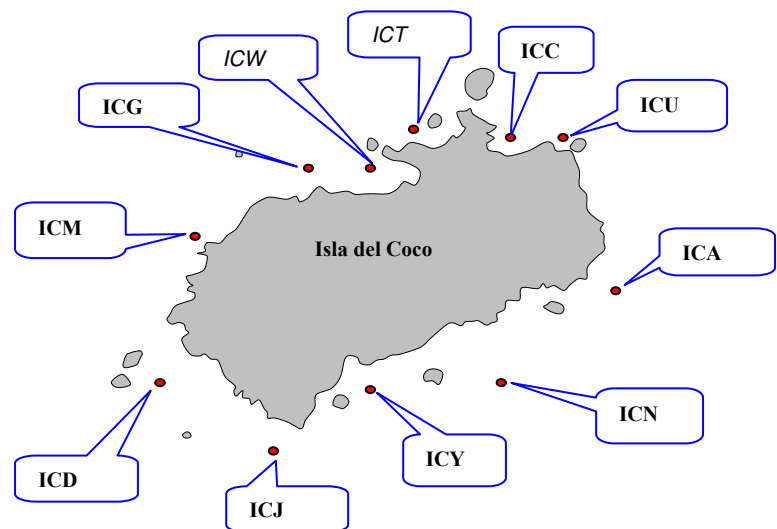 ICT
ICC
ICW
ICG
ICU
ICM
Isla del Coco
ICA
ICN
ICY
ICD
ICJ